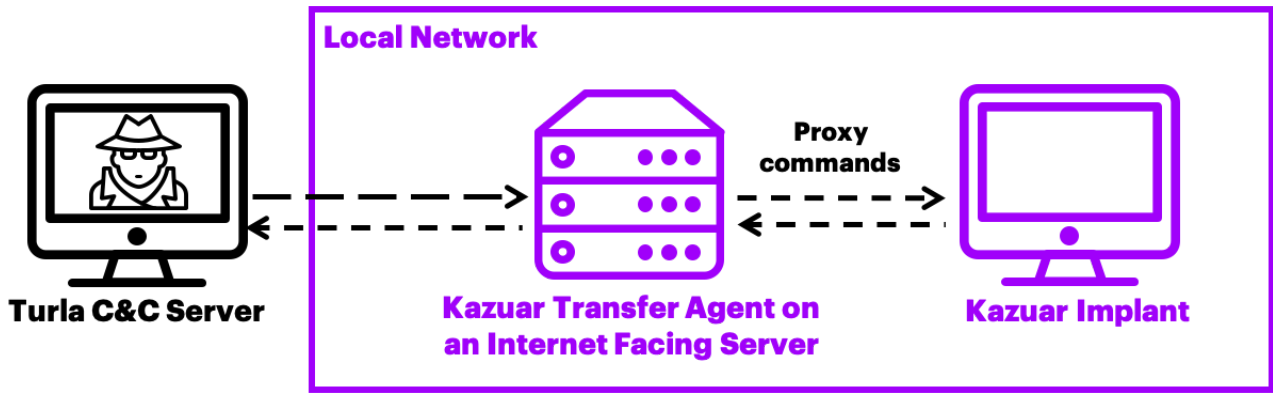 Local Network
Proxy
commands
Turla C&C Server
Kazuar Transfer Agent on
an Internet Facing Server
Kazuar Implant